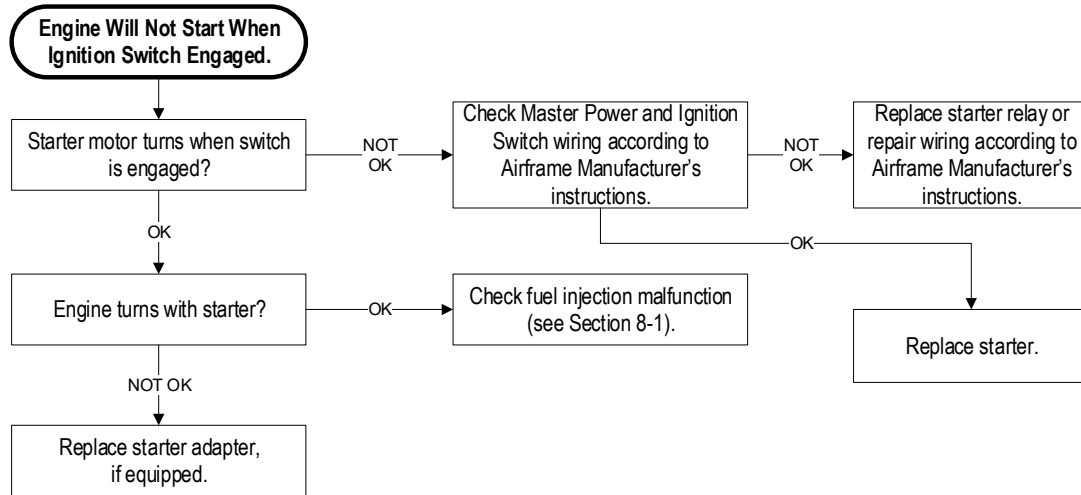 Engine Will Not Start When
Ignition Switch Engaged.
Starter motor turns when switch
is engaged?
NOT
OK
Check Master Power and Ignition
Switch wiring according to
Airframe Manufacturer's
instructions.
NOT
OK
Replace starter relay or
repair wiring according to
Airframe Manufacturer's
instructions.
OK
OK
Engine turns with starter?
OK
Check fuel injection malfunction
(see Section 8-1).
Replace starter.
NOT OK
Replace starter adapter,
if equipped.